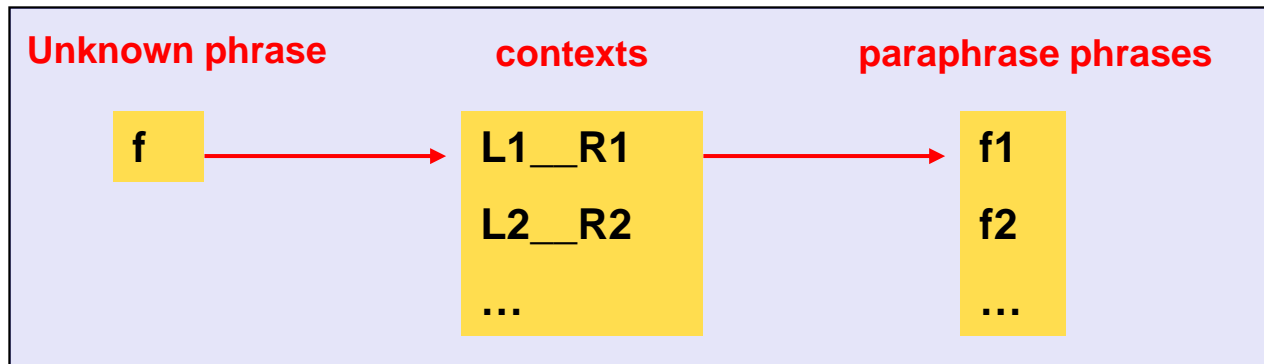 Unknown phrase
contexts
paraphrase phrases
f
L1__R1
L2__R2
…
f1
f2
…